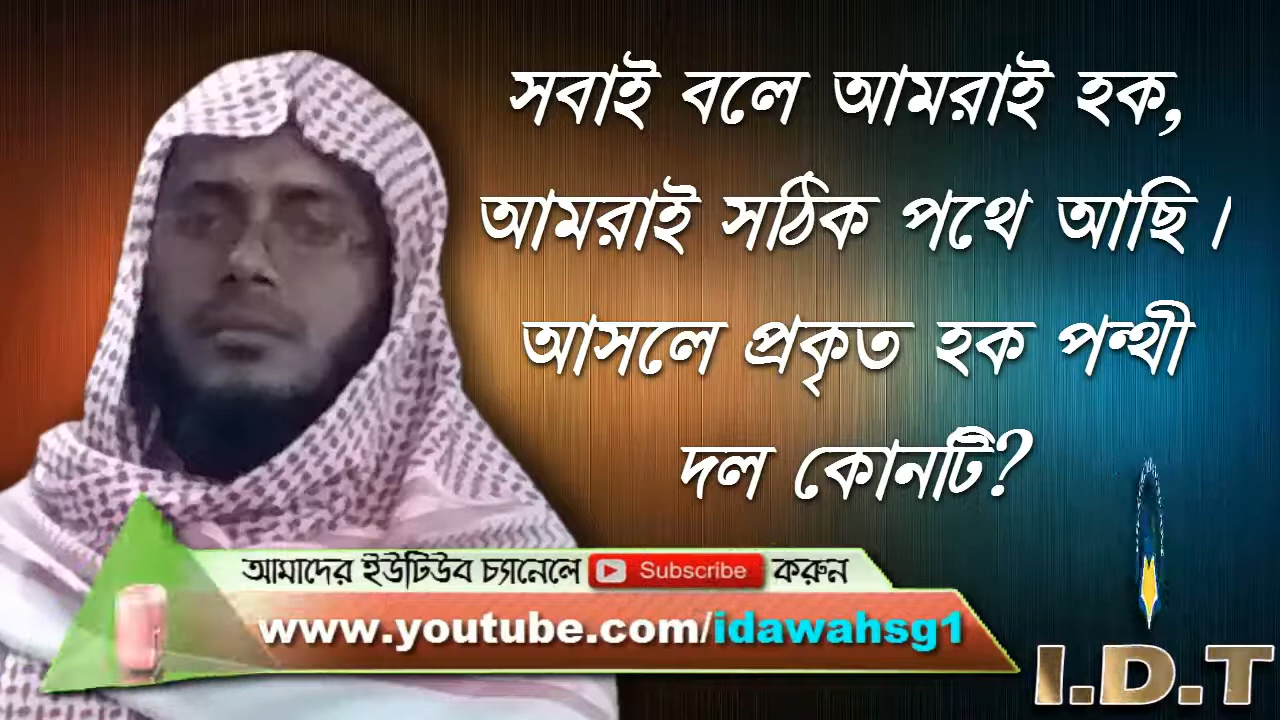 সবাই বলে আমরাই হক,
আমরাই সঠিক পথে আছি।
আসলে প্রকৃত হক পন্থী
দল কোনটি?
আমাদের ইউটিউব চ্যানেলে Subscribe করুন
www.youtube.com/idawahsg1
I.D.T